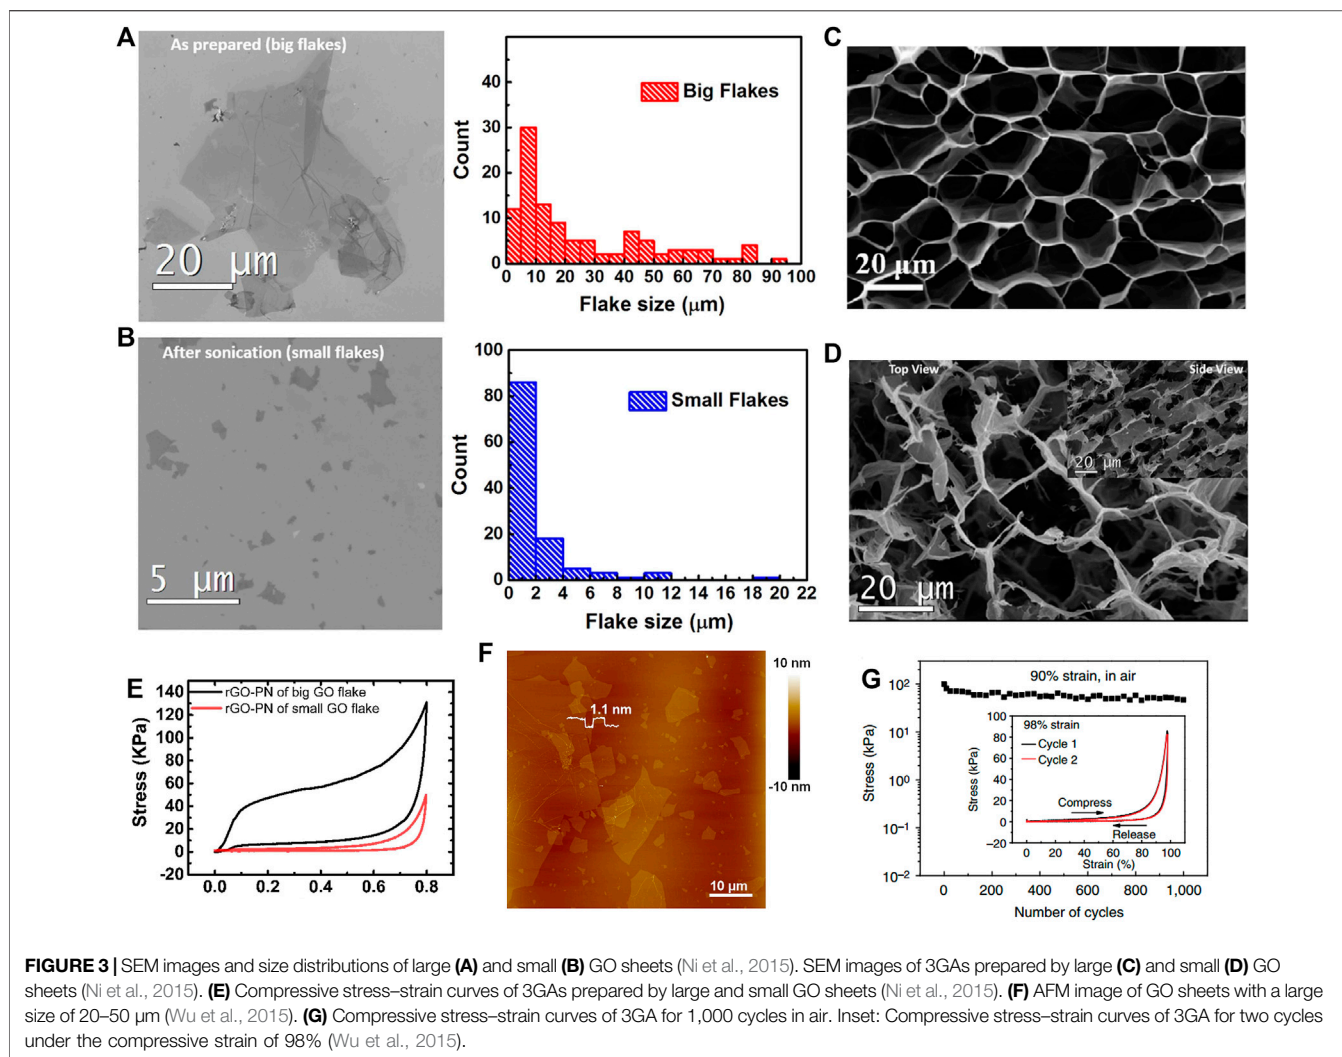 A
As prepared (big flakes)
20 μm
Count
40
30
20
10
0
Big Flakes
0 10 20 30 40 50 60 70 80 90 100
Flake size (μm)
C
20 μm
B
After sonication (small flakes)
5 μm
Count
100
80
60
40
20
0
Small Flakes
0 2 4 6 8 10 12 14 16 18 20 22
Flake size (μm)
D
Top View
Side View
20 μm
20 μm
E
Stress (KPa)
140
120
100
80
60
40
20
0
-20
rGO-PN of big GO flake
rGO-PN of small GO flake
0.0 0.2 0.4 0.6 0.8
F
1.1 nm
10 μm
10 nm
-10 nm
G
Stress (kPa)
10²
10¹
10⁰
10⁻¹
10⁻²
90% strain, in air
Stress (kPa)
100
80
60
40
20
0
−20
98% strain
Cycle 1
Cycle 2
Compress
Release
0 20 40 60 80 100
Strain (%)
0 200 400 600 800 1,000
Number of cycles
FIGURE 3 | SEM images and size distributions of large (A) and small (B) GO sheets (Ni et al., 2015). SEM images of 3GAs prepared by large (C) and small (D) GO
sheets (Ni et al., 2015). (E) Compressive stress–strain curves of 3GAs prepared by large and small GO sheets (Ni et al., 2015). (F) AFM image of GO sheets with a large
size of 20–50 μm (Wu et al., 2015). (G) Compressive stress–strain curves of 3GA for 1,000 cycles in air. Inset: Compressive stress–strain curves of 3GA for two cycles
under the compressive strain of 98% (Wu et al., 2015).